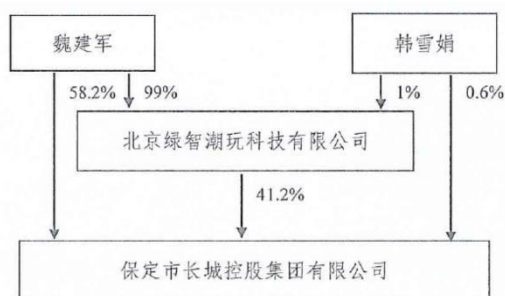 魏建军
韩雪娟
58.2% 99% 1% 0.6%
北京绿智潮玩科技有限公司
41.2%
保定市长城控股集团有限公司